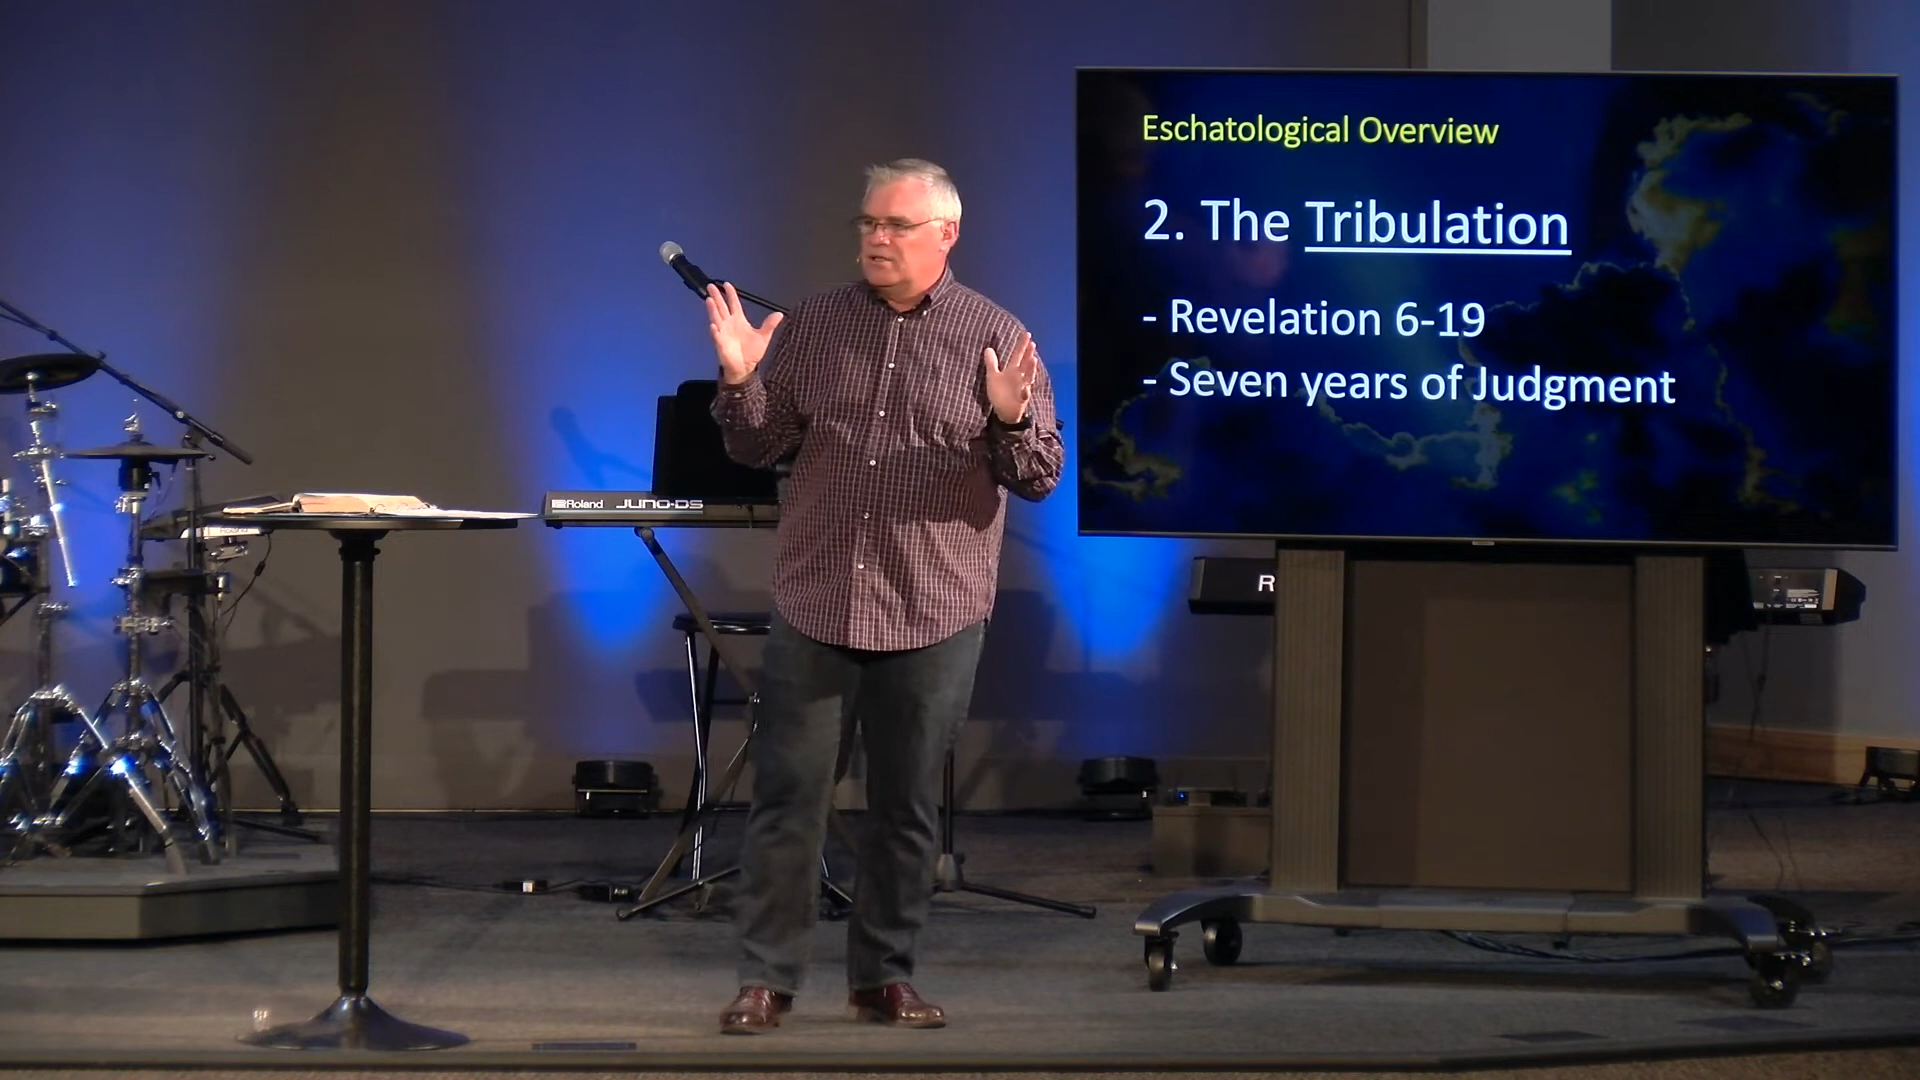 Eschatological Overview
2. The Tribulation
- Revelation 6-19
- Seven years of Judgment
Roland JUNO-DS
R